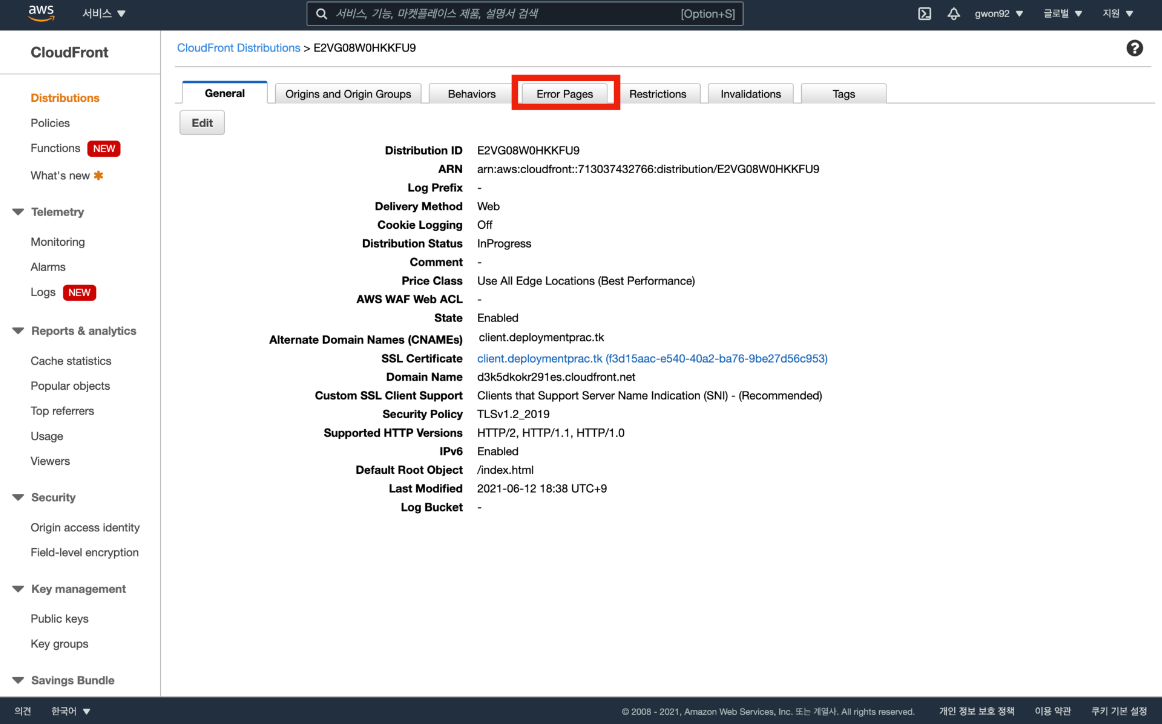 aws 서비스 ▼ 서비스, 기능, 마켓플레이스 제품, 설명서 검색 [Option+S] gwon92 ▼ 글로벌 ▼ 지원 ▼
CloudFront
CloudFront Distributions > E2VG08W0HKKFU9
General Origins and Origin Groups Behaviors Error Pages Restrictions Invalidations Tags
Edit
Distributions
Policies
Functions NEW
What's new
Telemetry
Monitoring
Alarms
Logs NEW
Reports & analytics
Cache statistics
Popular objects
Top referrers
Usage
Viewers
Security
Origin access identity
Field-level encryption
Key management
Public keys
Key groups
Savings Bundle
Distribution ID E2VG08W0HKKFU9
ARN arn:aws:cloudfront::713037432766:distribution/E2VG08W0HKKFU9
Log Prefix -
Delivery Method Web
Cookie Logging Off
Distribution Status InProgress
Comment -
Price Class Use All Edge Locations (Best Performance)
AWS WAF Web ACL -
State Enabled
Alternate Domain Names (CNAMEs) client.deploymentprac.tk
SSL Certificate client.deploymentprac.tk (f3d15aac-e540-40a2-ba76-9be27d56c953)
Domain Name d3k5dkokr291es.cloudfront.net
Custom SSL Client Support Clients that Support Server Name Indication (SNI) - (Recommended)
Security Policy TLSv1.2_2019
Supported HTTP Versions HTTP/2, HTTP/1.1, HTTP/1.0
IPv6 Enabled
Default Root Object /index.html
Last Modified 2021-06-12 18:38 UTC+9
Log Bucket -
의견 한국어 ▼ © 2008 - 2021, Amazon Web Services, Inc. 또는 계열사. All rights reserved. 개인 정보 보호 정책 이용 약관 쿠키 기본 설정